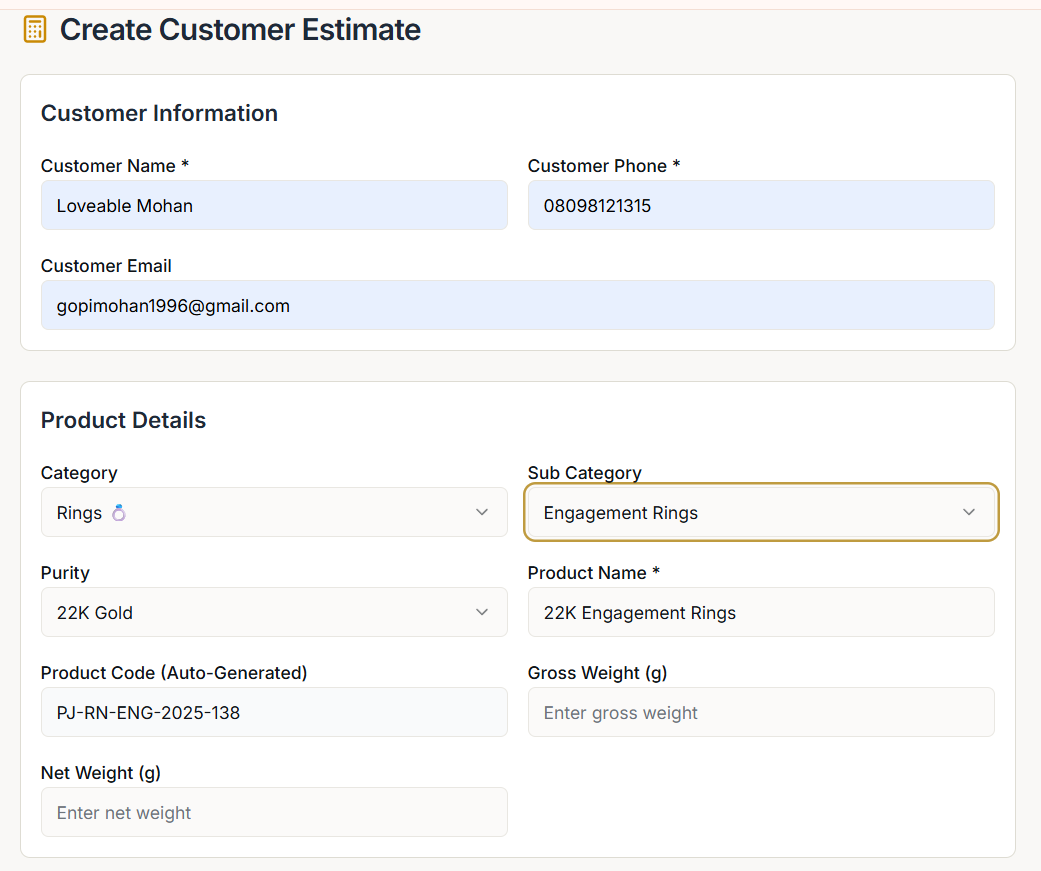 Create Customer Estimate
Customer Information
Customer Name * Customer Phone *
Loveable Mohan 08098121315
Customer Email
gopimohan1996@gmail.com
Product Details
Category Sub Category
Rings 💍 Engagement Rings
Purity Product Name *
22K Gold 22K Engagement Rings
Product Code (Auto-Generated) Gross Weight (g)
PJ-RN-ENG-2025-138 Enter gross weight
Net Weight (g)
Enter net weight